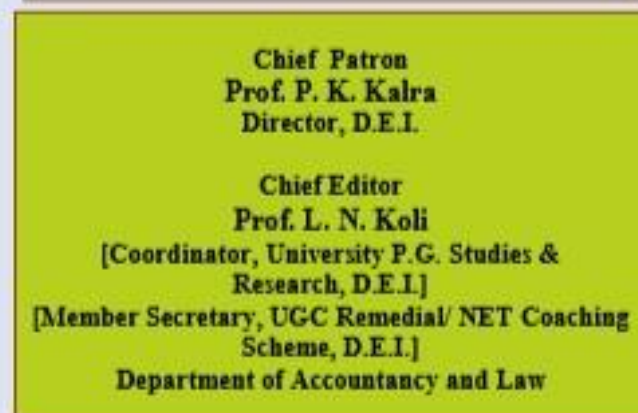 Chief Patron
Prof. P. K. Kalra
Director, D.E.I.
Chief Editor
Prof. L. N. Koli
[Coordinator, University P.G. Studies &
Research, D.E.I.]
[Member Secretary, UGC Remedial/ NET Coaching
Scheme, D.E.I.]
Department of Accountancy and Law